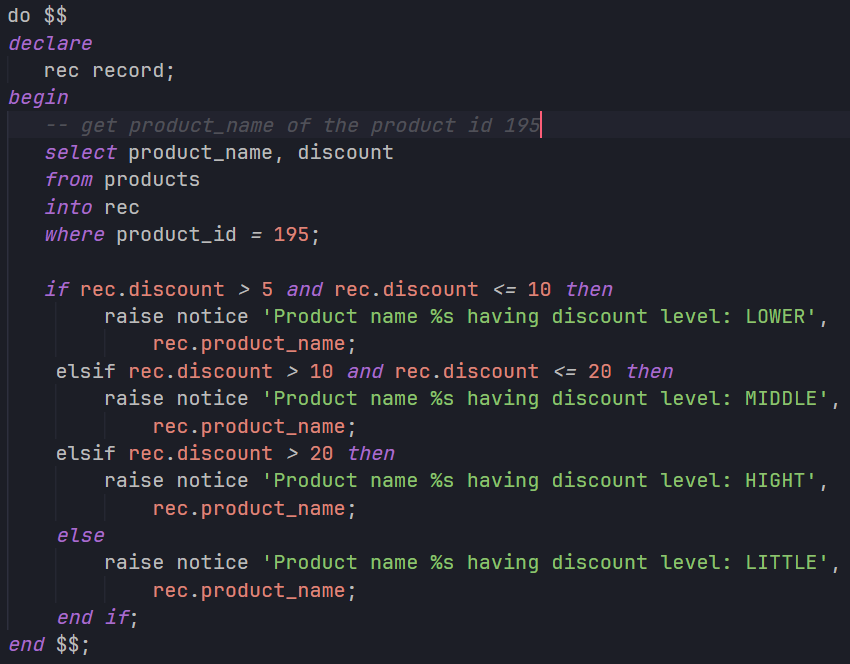 do $$
declare
   rec record;
begin
   -- get product_name of the product id 195
   select product_name, discount
   from products
   into rec
   where product_id = 195;

   if rec.discount > 5 and rec.discount <= 10 then
        raise notice 'Product name %s having discount level: LOWER',
            rec.product_name;
    elsif rec.discount > 10 and rec.discount <= 20 then
        raise notice 'Product name %s having discount level: MIDDLE',
            rec.product_name;
    elsif rec.discount > 20 then
        raise notice 'Product name %s having discount level: HIGHT',
            rec.product_name;
    else
        raise notice 'Product name %s having discount level: LITTLE',
            rec.product_name;
    end if;
end $$;